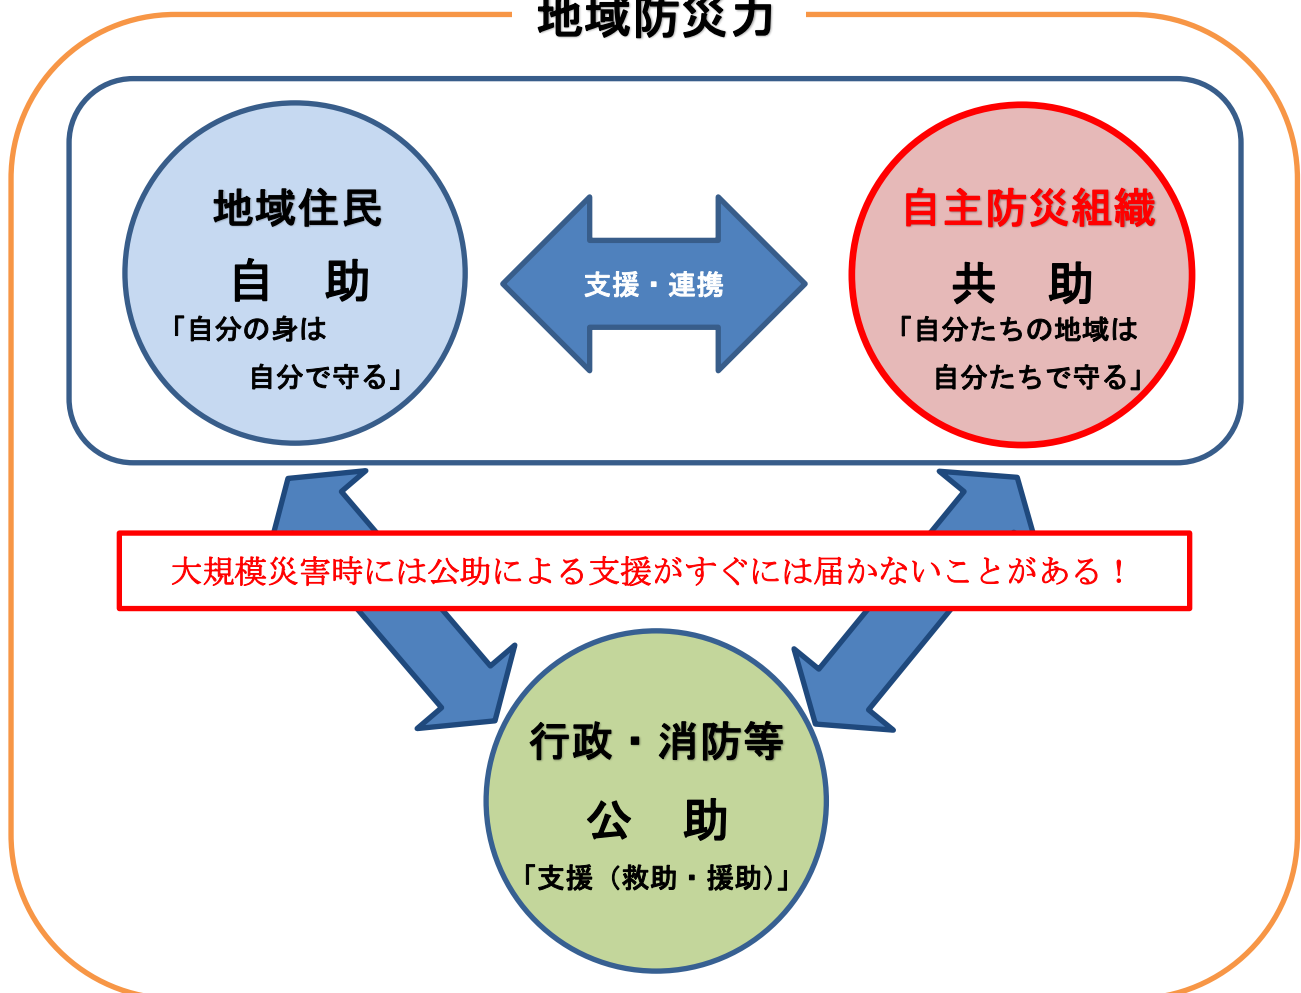 地域防災力
地域住民
自　助
「自分の身は
自分で守る」
支援・連携
自主防災組織
共　助
「自分たちの地域は
自分たちで守る」
大規模災害時には公助による支援がすぐには届かないことがある！
行政・消防等
公　助
「支援（救助・援助）」